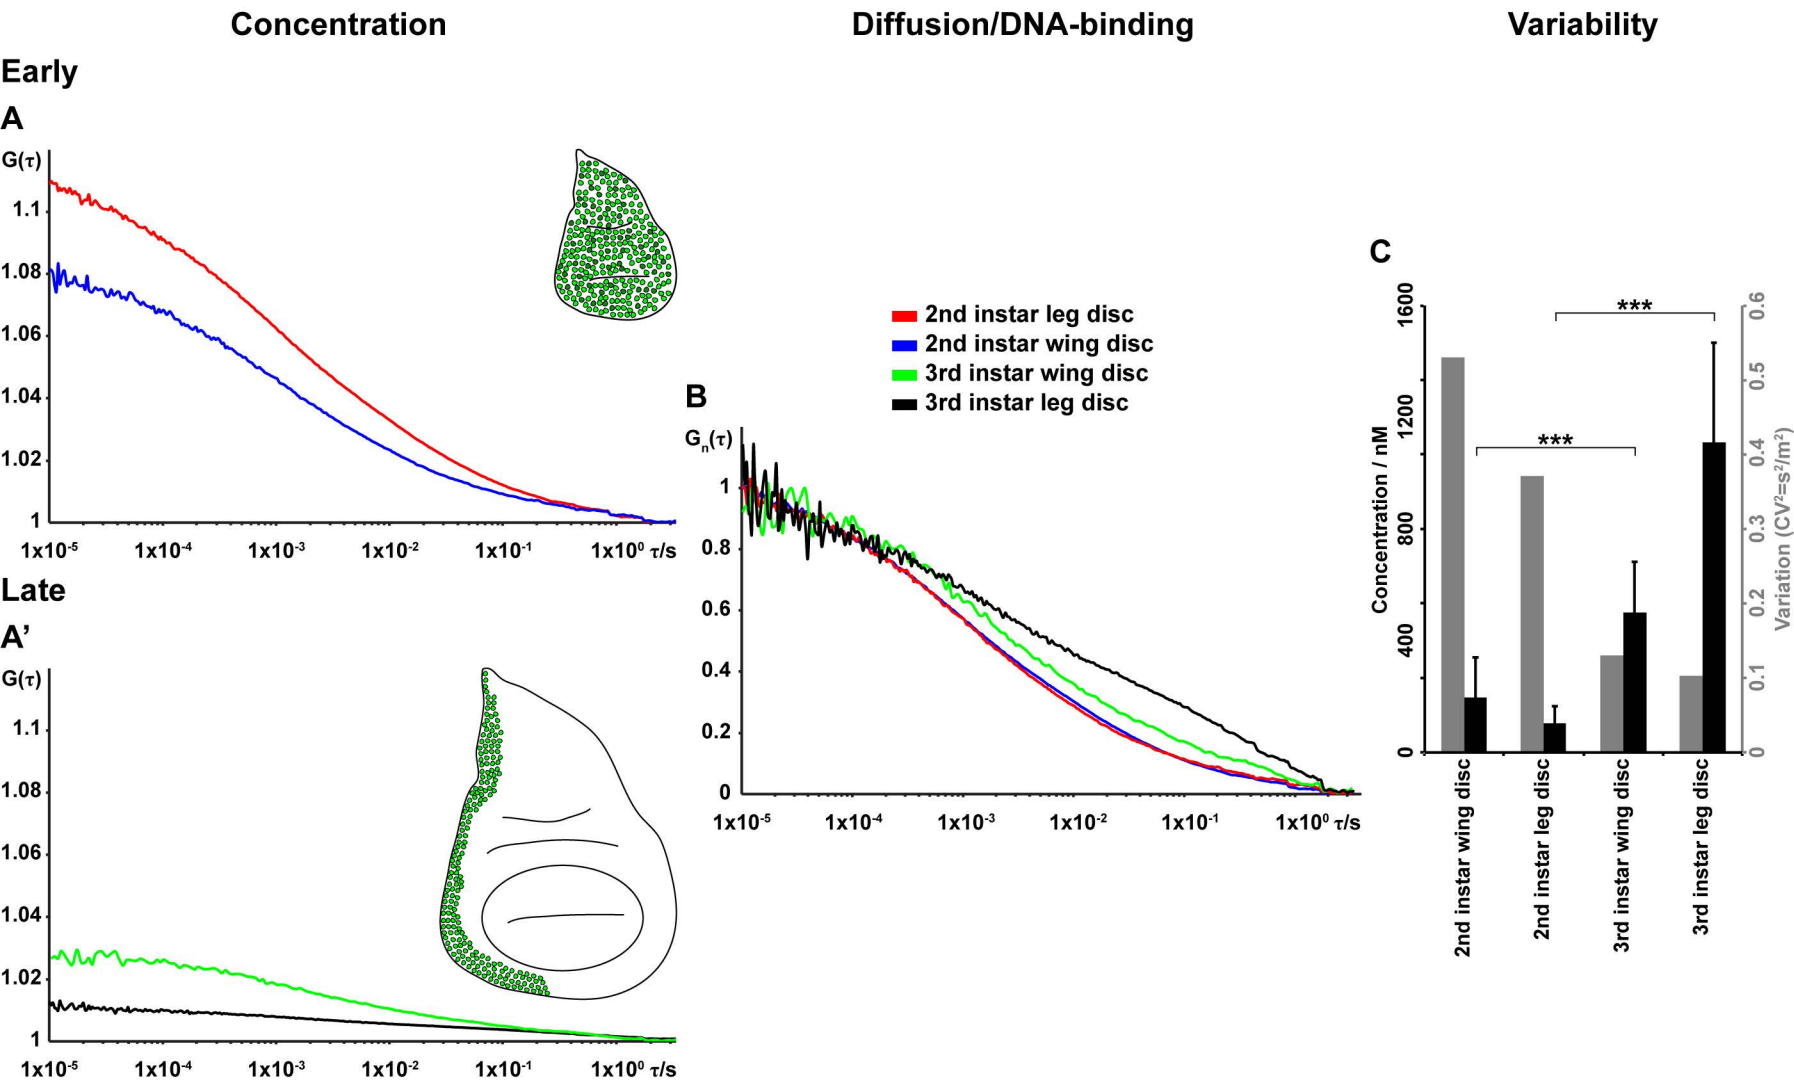 Concentration
Diffusion/DNA-binding
Variability
Early
A
G(τ)
1.1
1.08
1.06
1.04
1.02
1
1x10⁻⁵ 1x10⁻⁴ 1x10⁻³ 1x10⁻² 1x10⁻¹ 1x10⁰ τ/s
Late
A’
G(τ)
1.1
1.08
1.06
1.04
1.02
1
1x10⁻⁵ 1x10⁻⁴ 1x10⁻³ 1x10⁻² 1x10⁻¹ 1x10⁰ τ/s
2nd instar leg disc
2nd instar wing disc
3rd instar wing disc
3rd instar leg disc
B
Gₙ(τ)
1
0.8
0.6
0.4
0.2
0
1x10⁻⁵ 1x10⁻⁴ 1x10⁻³ 1x10⁻² 1x10⁻¹ 1x10⁰ τ/s
C
Concentration / nM
1600
1200
800
400
0
***
***
0.6
0.5
0.4
0.3
0.2
0.1
0
Variation (CV²=s²/m²)
2nd instar wing disc
2nd instar leg disc
3rd instar wing disc
3rd instar leg disc